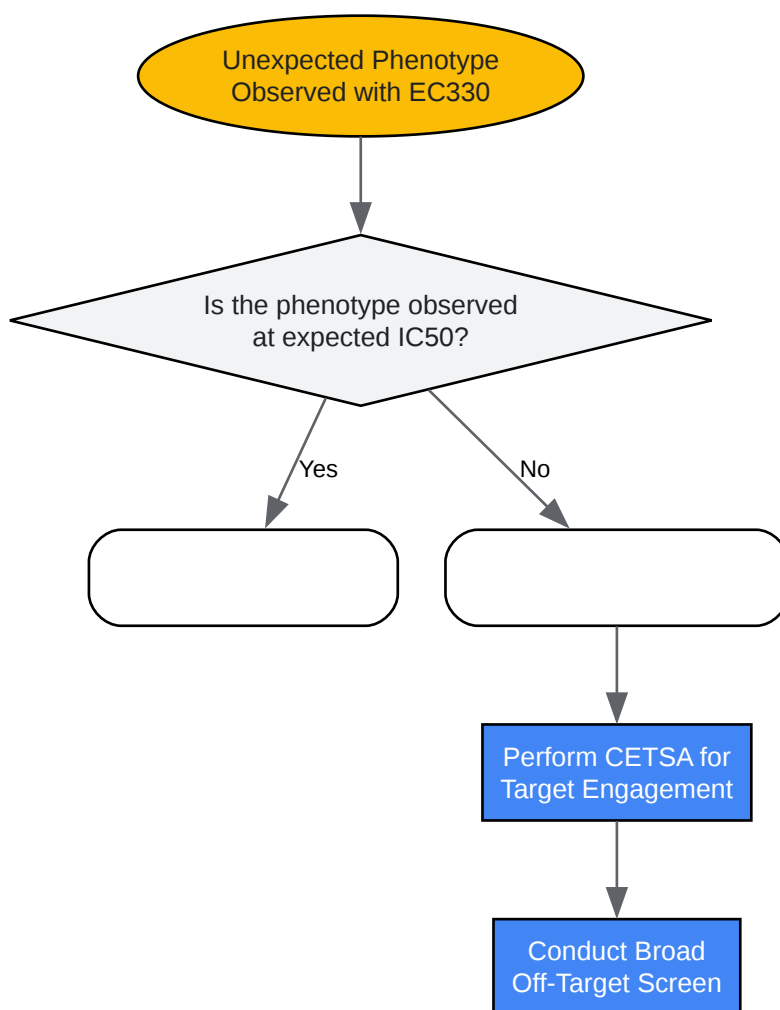 Unexpected Phenotype
Observed with EC330
Is the phenotype observed
at expected IC50?
Yes
No
Perform CETSA for
Target Engagement
Conduct Broad
Off-Target Screen